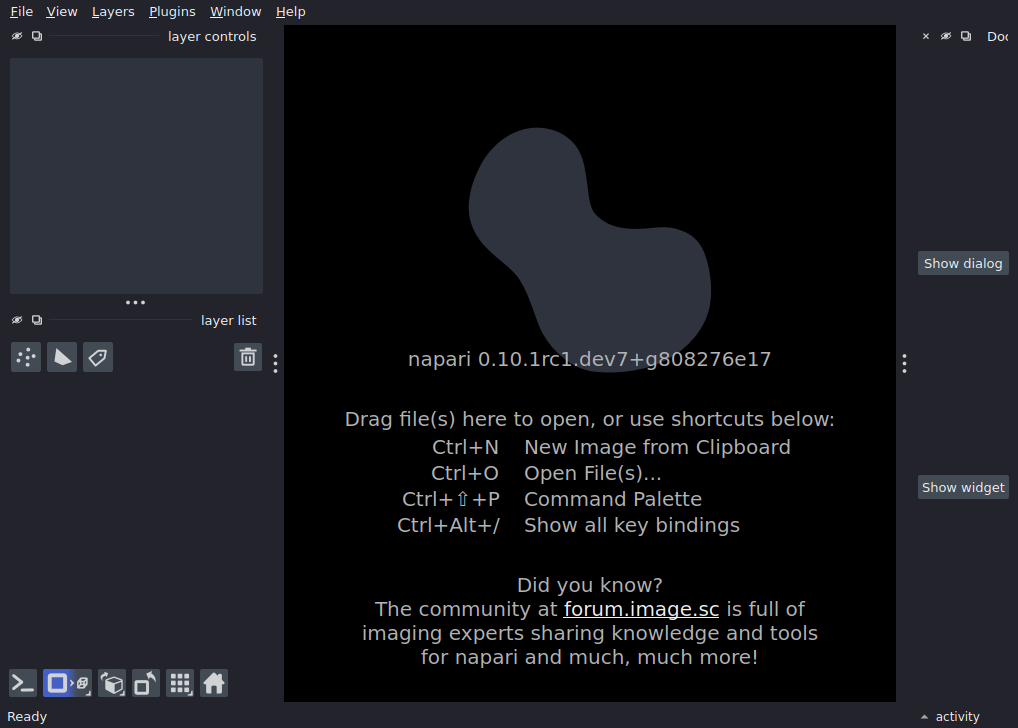 File View Layers Plugins Window Help
layer controls
layer list
napari 0.10.1rc1.dev7+g808276e17
Drag file(s) here to open, or use shortcuts below:
Ctrl+N New Image from Clipboard
Ctrl+O Open File(s)...
Ctrl+⇧+P Command Palette
Ctrl+Alt+/ Show all key bindings
Did you know?
The community at forum.image.sc is full of
imaging experts sharing knowledge and tools
for napari and much, much more!
Show dialog
Show widget
Ready
activity